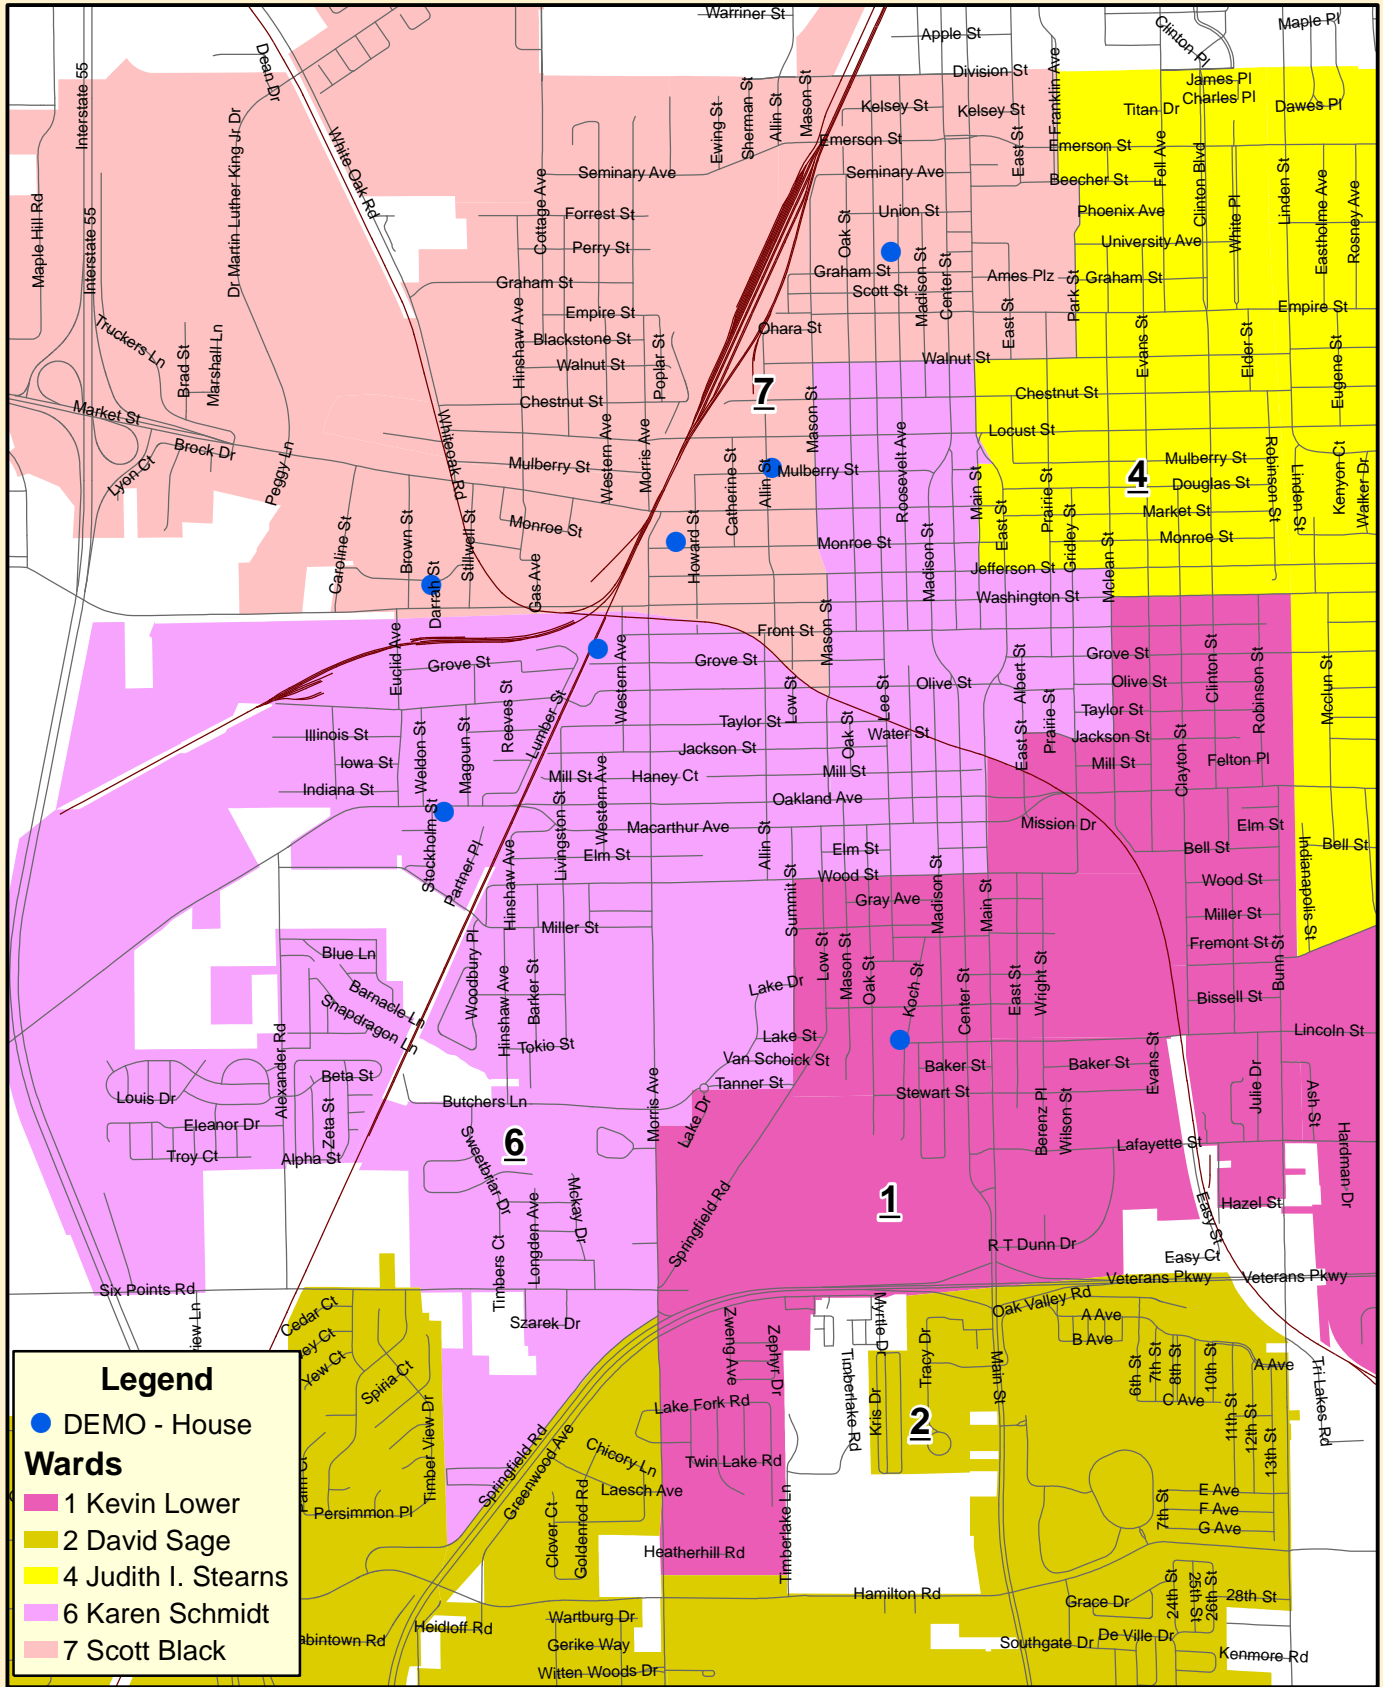 Warriner St
Apple St
Clinton Pl
Maple Pl
Dean Dr
Interstate 55
Division St
Franklin Ave
James Pl
Charles Pl
Dawes Pl
Titan Dr
Ewing St
Sherman St
Allin St
Mason St
Kelsey St
Kelsey St
Dr Martin Luther King Jr Dr
White Oak Rd
Emerson St
East St
Emerson St
Fell Ave
Clinton Blvd
Linden St
Seminary Ave
Seminary Ave
Beecher St
Maple Hill Rd
Interstate 55
Cottage Ave
Forrest St
Oak St
Union St
Phoenix Ave
White Pl
Eastholme Ave
Rosney Ave
Perry St
University Ave
Graham St
Graham St
Scott St
Madison St
Center St
Ames Plz
Park St
Graham St
Truckers Ln
Brad St
Marshall Ln
Hinshaw Ave
Empire St
Blackstone St
Walnut St
Poplar St
Ohara St
East St
Walnut St
Evans St
Elder St
Empire St
Eugene St
Market St
Chestnut St
7
Mason St
Chestnut St
Brock Dr
Lyon Ct
Peggy Ln
Whiteoak Rd
Western Ave
Morris Ave
Roosevelt Ave
Locust St
Mulberry St
Catherine St
Allin St
Mulberry St
Main St
Prairie St
4
Mulberry St
Douglas St
Robinson St
Linden St
Kenyon Ct
Walker Dr
Caroline St
Brown St
Stillwell St
Monroe St
Howard St
Monroe St
Madison St
East St
Gridley St
Market St
Monroe St
Mclean St
Darrah St
Gas Ave
Jefferson St
Washington St
Front St
Mason St
Euclid Ave
Grove St
Western Ave
Grove St
Albert St
Grove St
Clinton St
Robinson St
Mcclun St
Reeves St
Lumber St
Low St
Lee St
Olive St
Olive St
Illinois St
Weldon St
Magoun St
Taylor St
Oak St
Water St
East St
Prairie St
Taylor St
Iowa St
Jackson St
Jackson St
Clayton St
Felton Pl
Indiana St
Mill St
Western Ave
Haney Ct
Mill St
Mill St
Stockholm St
Livingston St
Oakland Ave
Macarthur Ave
Allin St
Mission Dr
Elm St
Partner Pl
Hinshaw Ave
Elm St
Elm St
Bell St
Indianapolis St
Bell St
Wood St
Madison St
Wood St
Summit St
Gray Ave
Main St
Miller St
Miller St
Blue Ln
Woodbury Pl
Low St
Mason St
Fremont St
Bunn St
Barnacle Ln
Snapdragon Ln
Hinshaw Ave
Barker St
Lake Dr
Oak St
Koch St
Center St
East St
Wright St
Bissell St
Alexander Rd
Tokio St
Lake St
Lincoln St
Van Schoick St
Louis Dr
Beta St
Tanner St
Baker St
Baker St
Evans St
Julie Dr
Ash St
Eleanor Dr
Zeta St
Butchers Ln
Morris Ave
Lake Dr
Stewart St
Berenz Pl
Wilson St
Hardman Dr
Troy Ct
Alpha St
6
Lafayette St
Sweetbriar Dr
Mckay Dr
1
Easy St
Hazel St
Springfield Rd
Timbers Ct
Longden Ave
R T Dunn Dr
Easy Ct
Six Points Rd
Veterans Pkwy
Veterans Pkwy
Cedar Ct
Szarek Dr
Zweng Ave
Zephyr Dr
Myrtle Dr
Oak Valley Rd
A Ave
B Ave
Yew Ct
Spiria Ct
Timberlake Rd
Tracy Dr
Main St
6th St
7th St
8th St
10th St
A Ave
Tri Lakes Rd
Lake Fork Rd
Kris Dr
2
C Ave
11th St
12th St
13th St
Timber View Dr
Springfield Rd
Greenwood Ave
Chicory Ln
Twin Lake Rd
Laesch Ave
E Ave
F Ave
G Ave
7th St
Persimmon Pl
Clover Ct
Goldenrod Rd
Timberlake Ln
Heatherhill Rd
Hamilton Rd
Grace Dr
24th St
25th St
26th St
28th St
Heidloff Rd
Wartburg Dr
Gerike Way
Witten Woods Dr
Southgate Dr
De Ville Dr
Kenmore Rd
Legend
DEMO - House
Wards
1 Kevin Lower
2 David Sage
4 Judith I. Stearns
6 Karen Schmidt
7 Scott Black